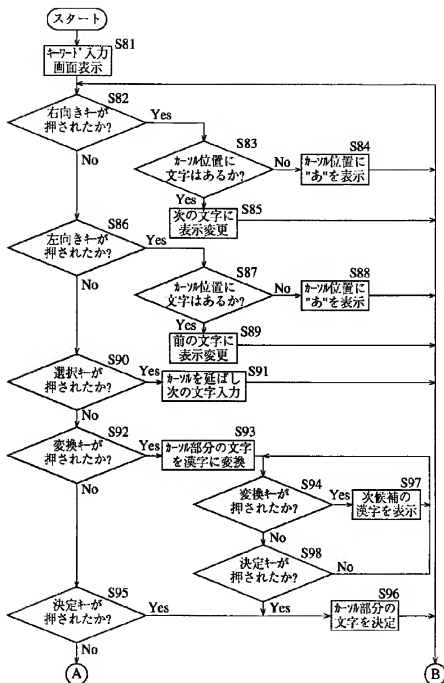 スタート
S81
キーワード入力
画面表示
S82
右向きキーが
押されたか?
Yes
No
S83
カーソル位置に
文字はあるか?
No
Yes
S84
カーソル位置に
"あ"を表示
S85
次の文字に
表示変更
S86
左向きキーが
押されたか?
Yes
No
S87
カーソル位置に
文字はあるか?
No
Yes
S88
カーソル位置に
"あ"を表示
S89
前の文字に
表示変更
S90
選択キーが
押されたか?
Yes
No
S91
カーソルを延ばし
次の文字入力
S92
変換キーが
押されたか?
Yes
No
S93
カーソル部分の文字
を漢字に変換
S94
変換キーが
押されたか?
Yes
No
S97
次候補の
漢字を表示
S98
決定キーが
押されたか?
No
Yes
S95
決定キーが
押されたか?
Yes
No
S96
カーソル部分の
文字を決定
A
B